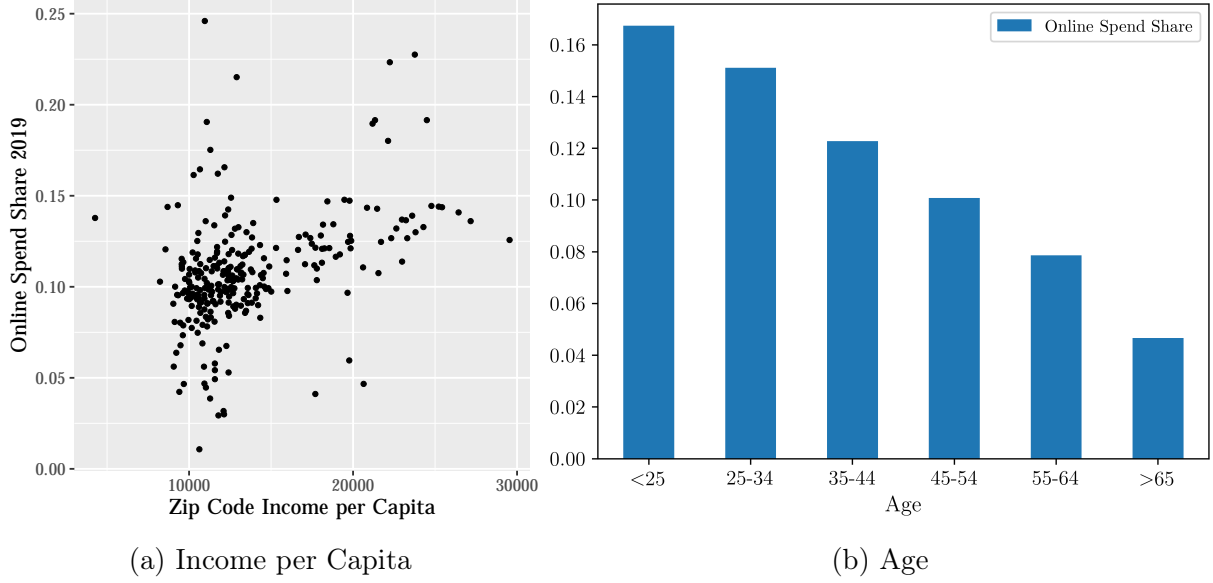 0.25
0.20
0.15
0.10
0.05
0.00
Online Spend Share 2019
10000 20000 30000
Zip Code Income per Capita
(a) Income per Capita
Online Spend Share
0.16
0.14
0.12
0.10
0.08
0.06
0.04
0.02
0.00
<25 25-34 35-44 45-54 55-64 >65
Age
(b) Age